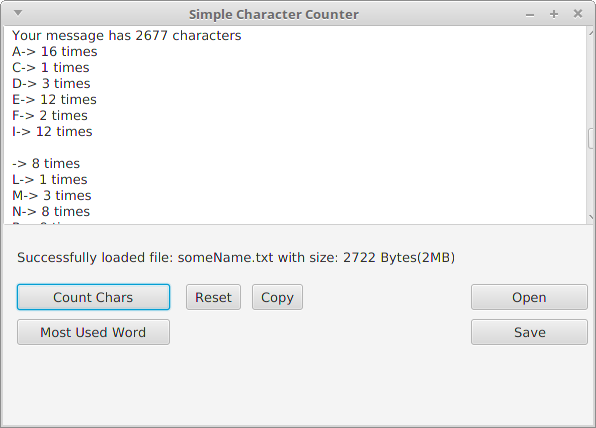 Simple Character Counter
Your message has 2677 characters
A-> 16 times
C-> 1 times
D-> 3 times
E-> 12 times
F-> 2 times
I-> 12 times

-> 8 times
L-> 1 times
M-> 3 times
N-> 8 times
Successfully loaded file: someName.txt with size: 2722 Bytes(2MB)
Count Chars Reset Copy Open
Most Used Word Save